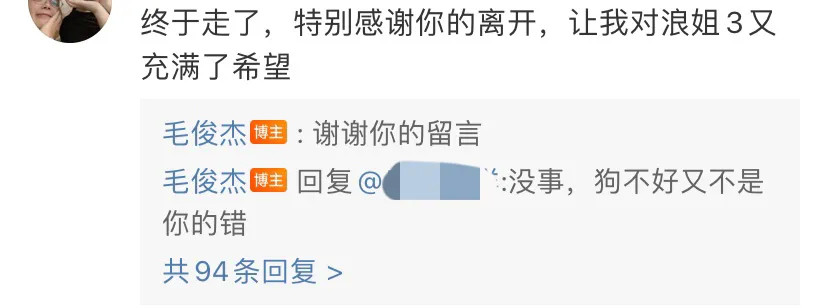 终于走了，特别感谢你的离开，让我对浪姐3又
充满了希望
毛俊杰 博主 : 谢谢你的留言
毛俊杰 博主 回复 @ :没事，狗不好又不是
你的错
共94条回复 >